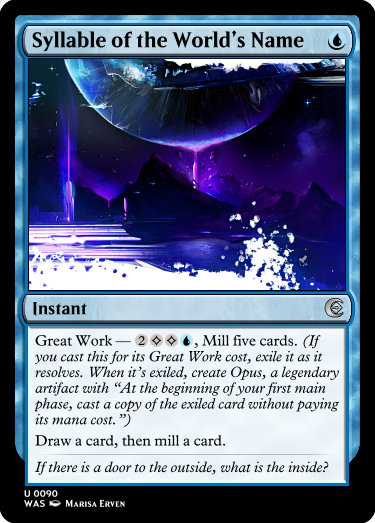 Syllable of the World's Name
Instant
Great Work — 2, Mill five cards. (If
you cast this for its Great Work cost, exile it as it
resolves. When it's exiled, create Opus, a legendary
artifact with “At the beginning of your first main
phase, cast a copy of the exiled card without paying
its mana cost.”)
Draw a card, then mill a card.
If there is a door to the outside, what is the inside?
U 0090
WAS Marisa Erven